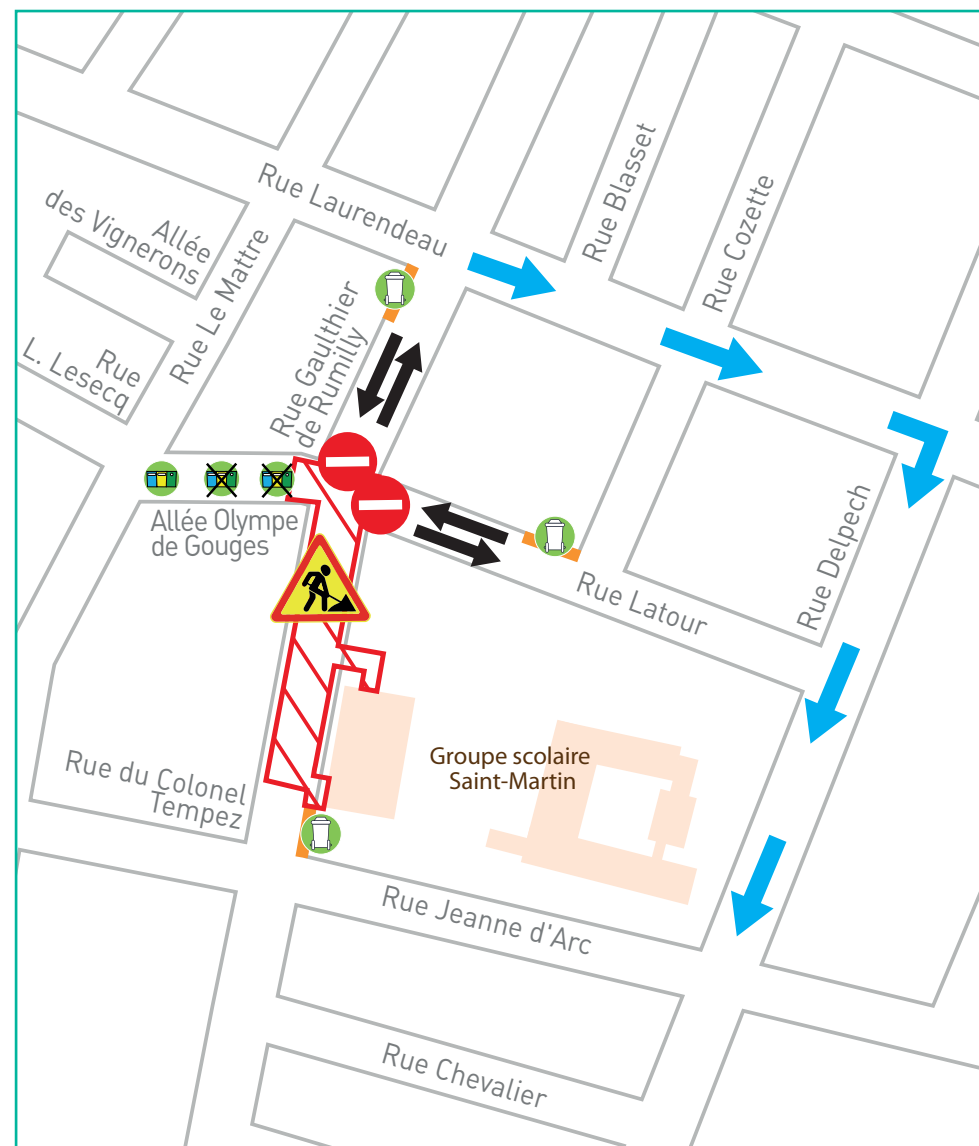 Rue Laurendeau
Rue Blasset
Rue Cozette
Allée
des Vignerons
Rue Le Mattre
Rue
L. Lesecq
Rue Gaulthier
de Rumilly
Allée Olympe
de Gouges
Rue Delpech
Rue Latour
Groupe scolaire
Saint-Martin
Rue du Colonel
Tempez
Rue Jeanne d'Arc
Rue Chevalier